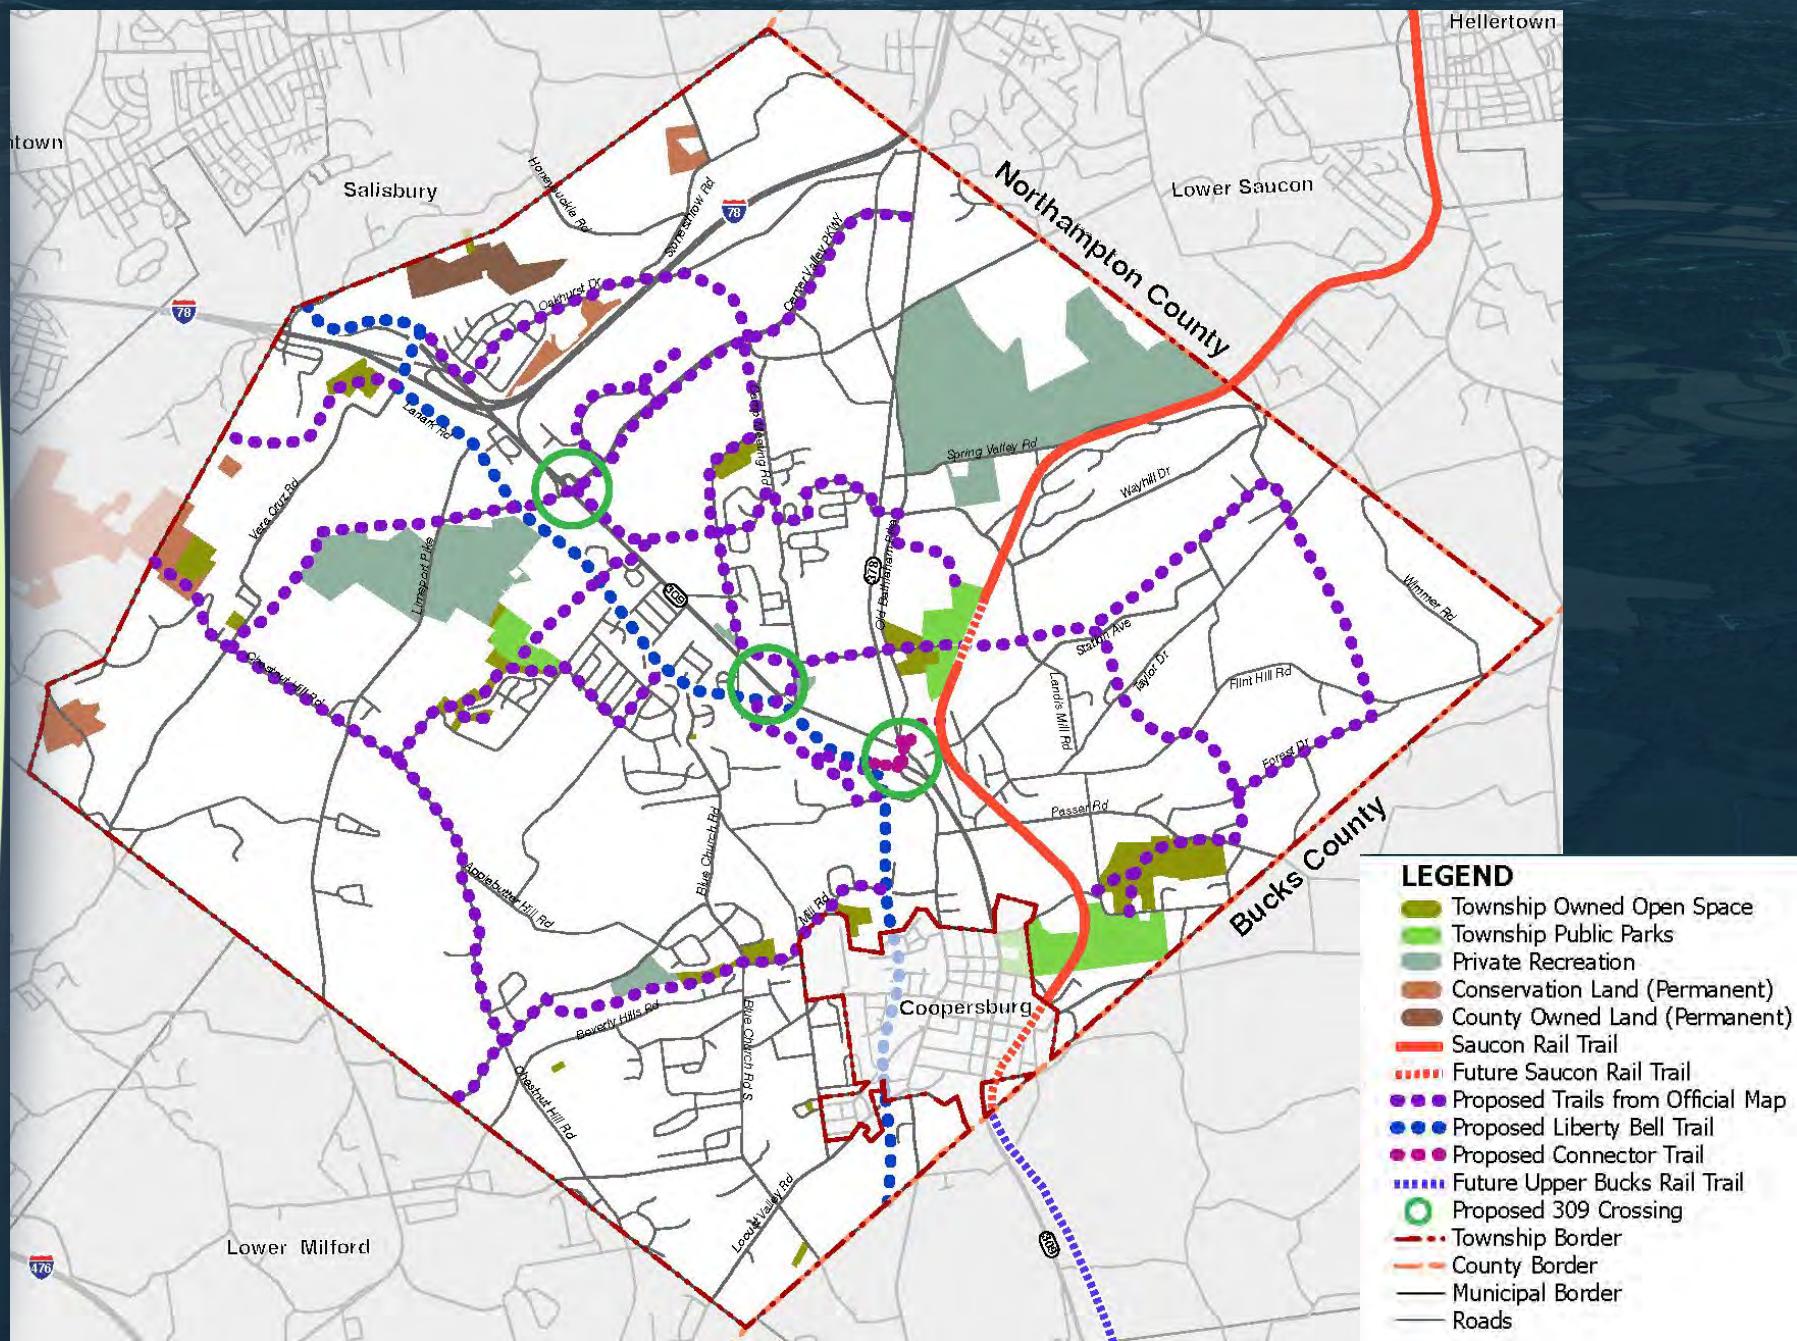 Hellertown
ntown
Salisbury
Lower Saucon
Northampton County
Honeysuckle Rd
Stonesthrow Rd
78
Center Valley PKWY
Oakhurst Dr
78
Lanark Rd
Camp Meeting Rd
Spring Valley Rd
Wayhill Dr
Vera Cruz Rd
Limeport Pike
309
378
Old Bethlehem Pike
Wimmer Rd
Station Ave
Taylor Dr
Flint Hill Rd
Landis Mill Rd
Chestnut Hill Rd
Forest Dr
Passer Rd
Bucks County
Blue Church Rd
Applebutter Hill Rd
Mill Rd
Coopersburg
Beverly Hills Rd
Blue Church Rd S
Chestnut Hill Rd
Locust Valley Rd
Lower Milford
476
309
LEGEND
Township Owned Open Space
Township Public Parks
Private Recreation
Conservation Land (Permanent)
County Owned Land (Permanent)
Saucon Rail Trail
Future Saucon Rail Trail
Proposed Trails from Official Map
Proposed Liberty Bell Trail
Proposed Connector Trail
Future Upper Bucks Rail Trail
Proposed 309 Crossing
Township Border
County Border
Municipal Border
Roads